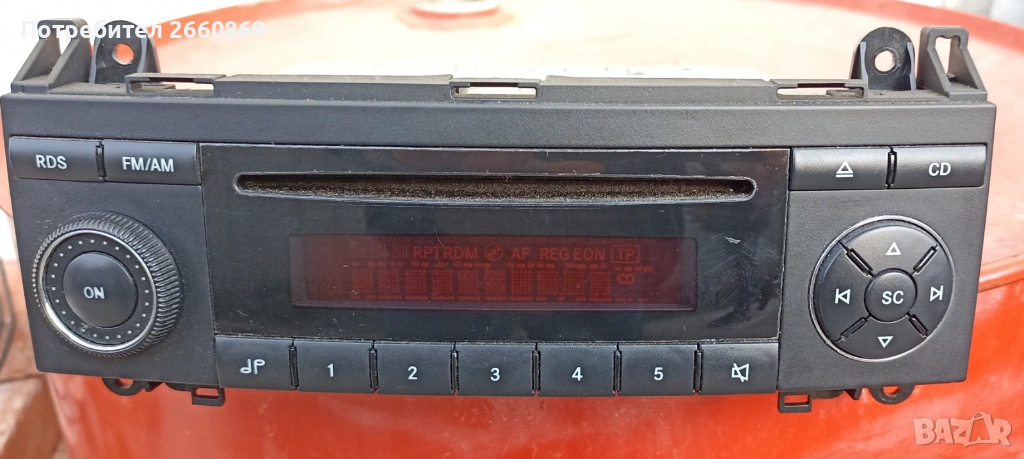 Потребител 2660869
RDS FM/AM CD
RPT RDM AF REG EON TP
ON
SC
1 2 3 4 5
BAZAR